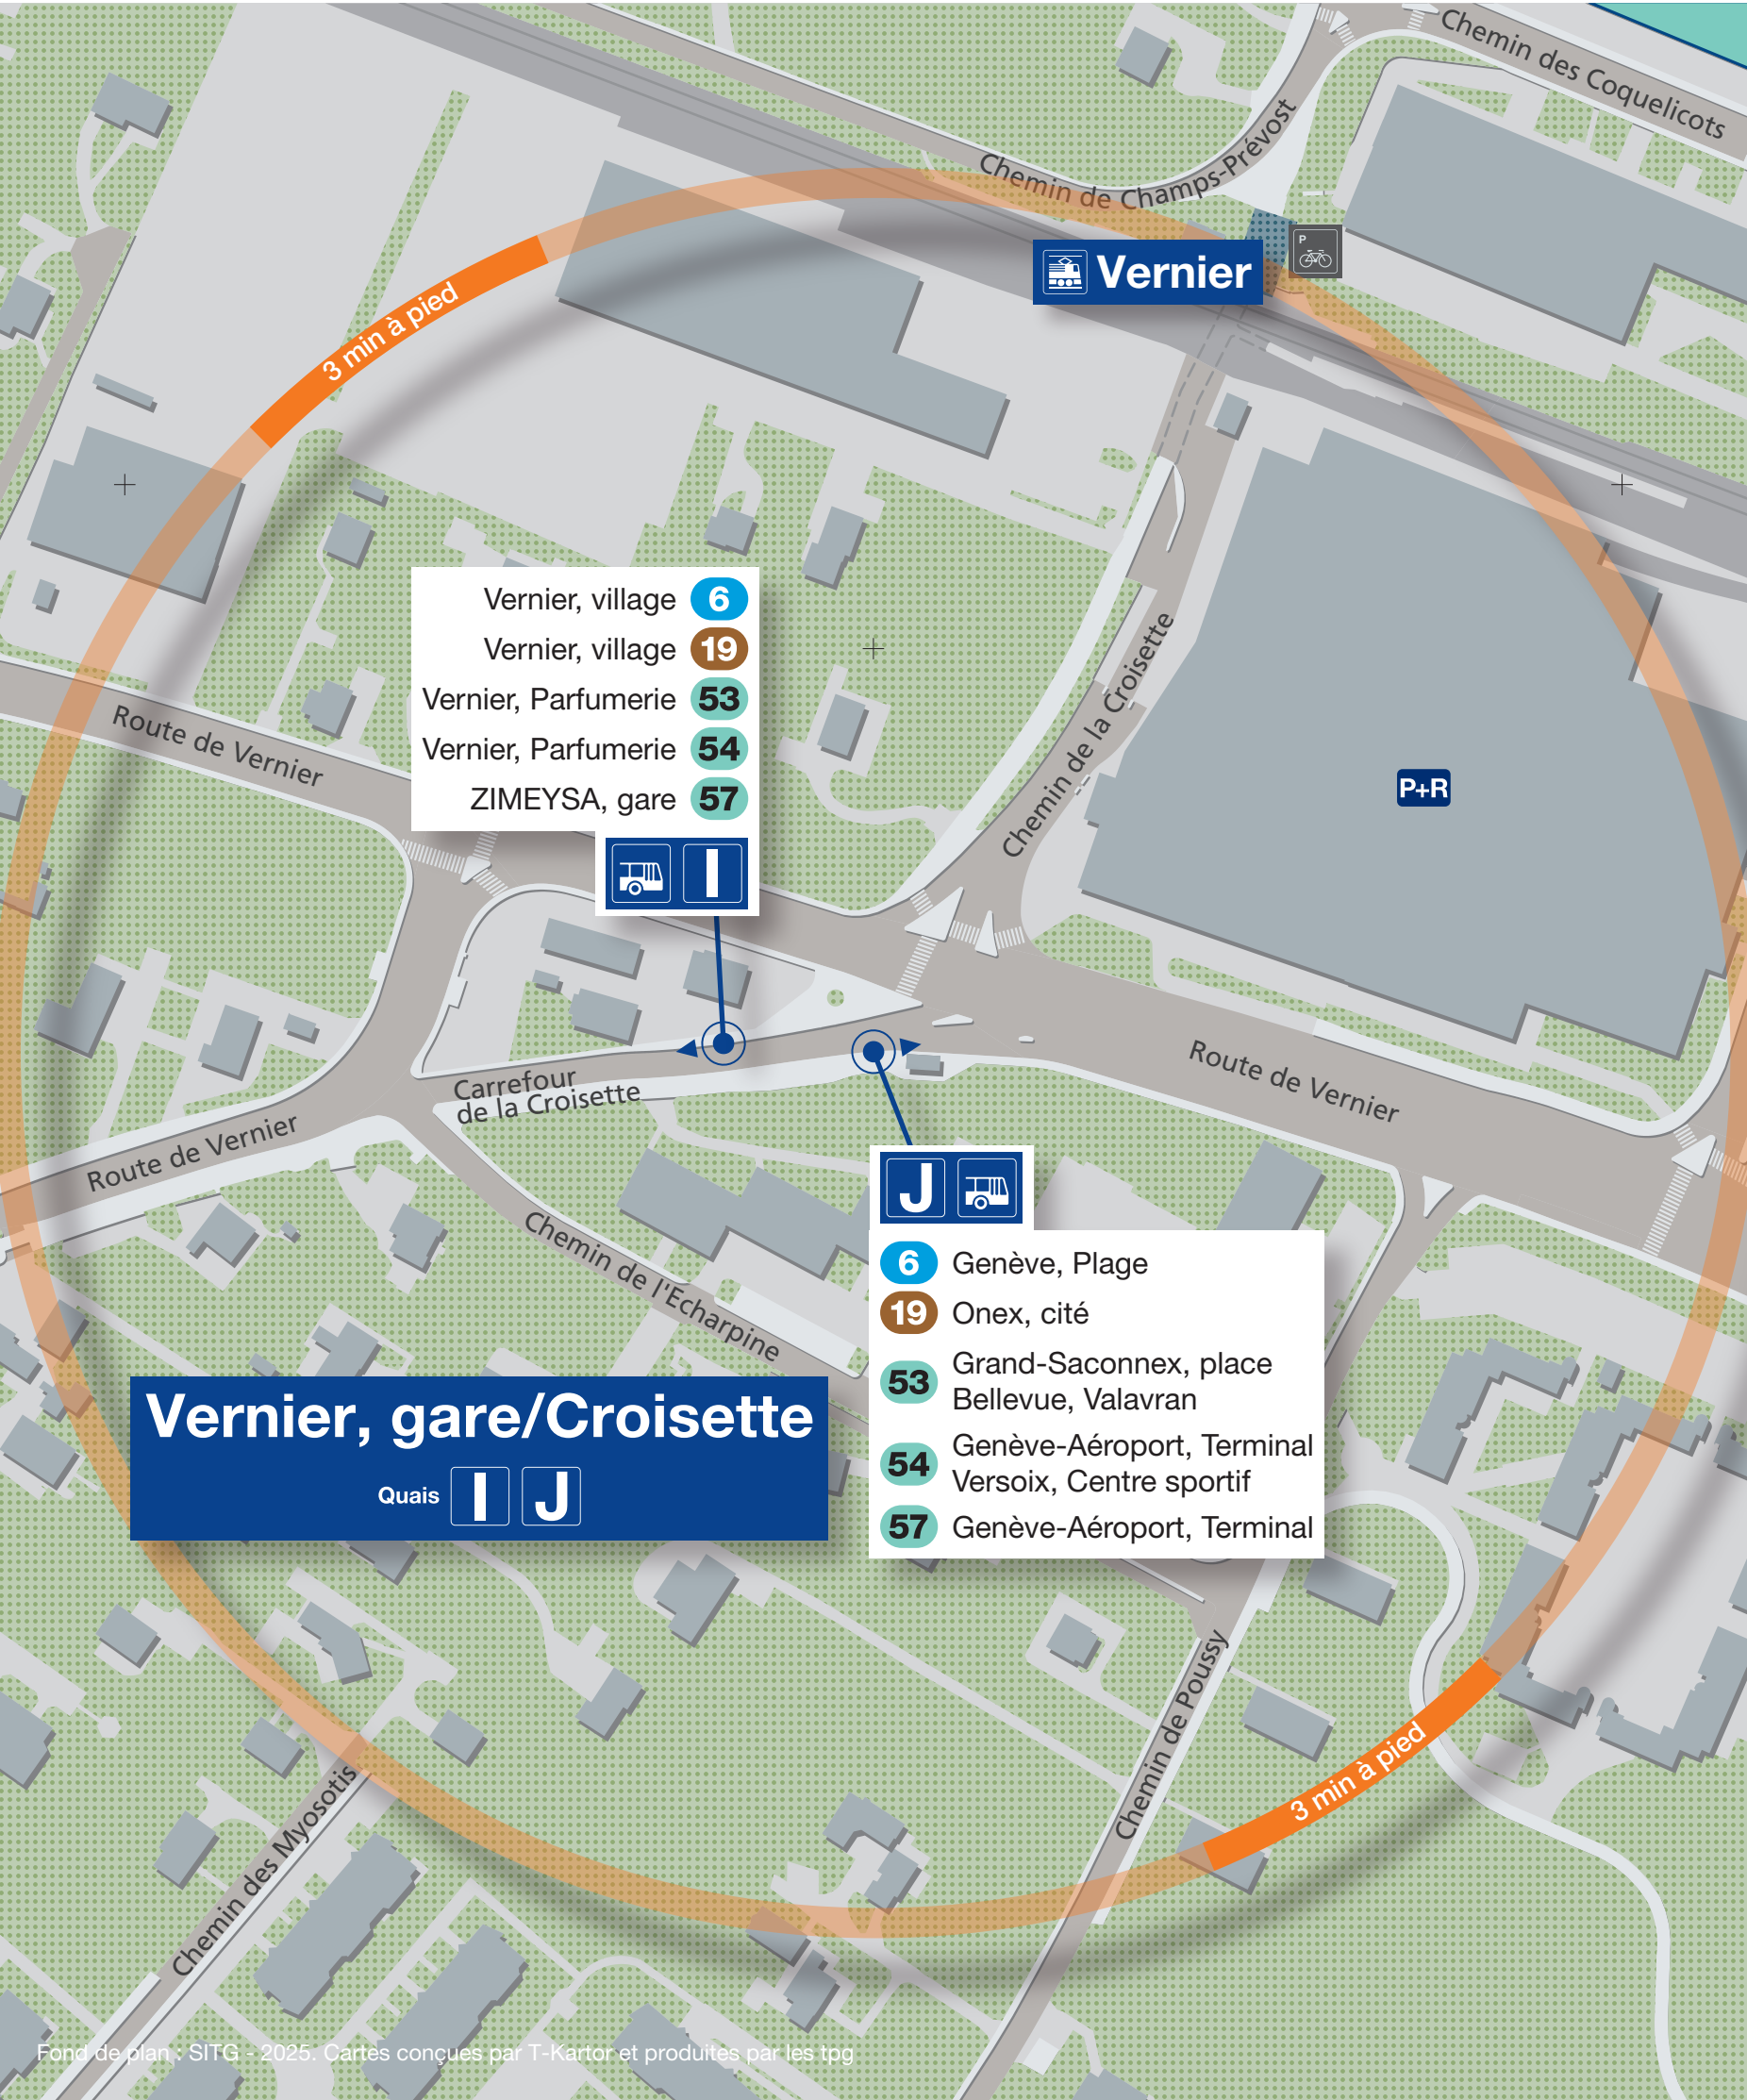 Chemin des Coquelicots
Chemin de Champs-Prévost
P
Vernier
3 min à pied
Vernier, village 6
Vernier, village 19
Vernier, Parfumerie 53
Vernier, Parfumerie 54
ZIMEYSA, gare 57
I
Chemin de la Croisette
P+R
Route de Vernier
Carrefour
de la Croisette
Route de Vernier
Route de Vernier
Chemin de l'Echarpine
J
6 Genève, Plage
19 Onex, cité
53 Grand-Saconnex, place
Bellevue, Valavran
54 Genève-Aéroport, Terminal
Versoix, Centre sportif
57 Genève-Aéroport, Terminal
Vernier, gare/Croisette
Quais I J
Chemin de Poussy
3 min à pied
Chemin des Myosotis
Fond de plan : SITG - 2025. Cartes conçues par T-Kartor et produites par les tpg